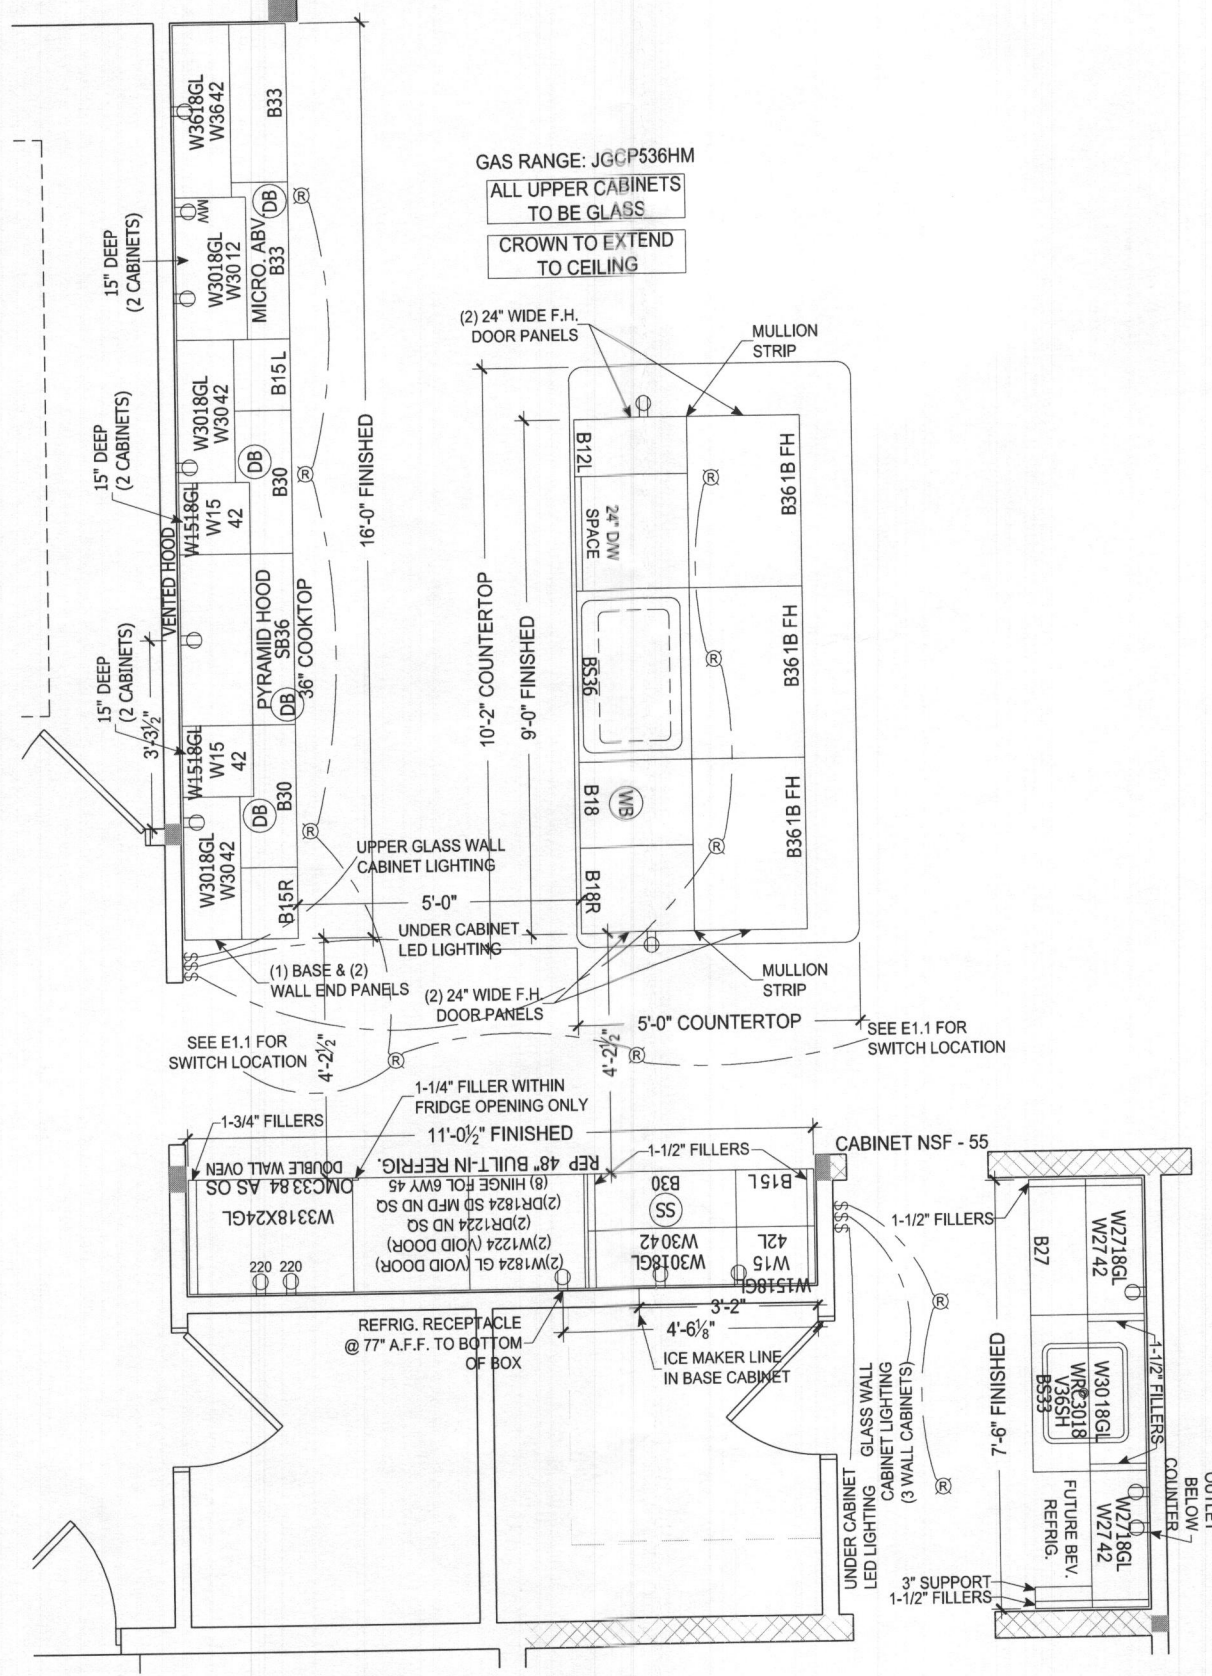 GAS RANGE: JGCP536HM
ALL UPPER CABINETS
TO BE GLASS
CROWN TO EXTEND
TO CEILING
W3618GL
W3642
B33
MW
W3018GL
W3012
MICRO. ABV.
B33
DB
R
15" DEEP
(2 CABINETS)
W3018GL
W3042
B15L
15" DEEP
(2 CABINETS)
DB
B30
R
W1518GL
W15
42
VENTED HOOD
PYRAMID HOOD
SB36
36" COOKTOP
DB
15" DEEP
(2 CABINETS)
3'-3½"
W1518GL
W15
42
DB
B30
R
W3018GL
W3042
B15R
16'-0" FINISHED
10'-2" COUNTERTOP
9'-0" FINISHED
(2) 24" WIDE F.H.
DOOR PANELS
MULLION
STRIP
B12L
24" D/W
SPACE
BS36
WB
B18
B18R
B361B FH
B361B FH
B361B FH
R
R
R
UPPER GLASS WALL
CABINET LIGHTING
5'-0"
UNDER CABINET
LED LIGHTING
(1) BASE & (2)
WALL END PANELS
S
S
S
(2) 24" WIDE F.H.
DOOR PANELS
MULLION
STRIP
5'-0" COUNTERTOP
4'-2½"
4'-2½"
SEE E1.1 FOR
SWITCH LOCATION
SEE E1.1 FOR
SWITCH LOCATION
R
R
1-1/4" FILLER WITHIN
FRIDGE OPENING ONLY
1-3/4" FILLERS
11'-0½" FINISHED
1-1/2" FILLERS
CABINET NSF - 55
W3318X24GL
OMC33 84 AS OS
DOUBLE WALL OVEN
220
220
(2)W1824 GL (VOID DOOR)
(2)W1224 (VOID DOOR)
(2)DR1224 ND SQ
(2)DR1824 SD MFD ND SQ
(8) HINGE FOL 6WY 45
REP 48" BUILT-IN REFRIG.
W3018GL
W3042
SS
B30
W1518GL
W15
42L
B15L
3'-2"
4'-6⅛"
REFRIG. RECEPTACLE
@ 77" A.F.F. TO BOTTOM
OF BOX
ICE MAKER LINE
IN BASE CABINET
S
S
S
R
R
UNDER CABINET
LED LIGHTING
GLASS WALL
CABINET LIGHTING
(3 WALL CABINETS)
1-1/2" FILLERS
7'-6" FINISHED
W2718GL
W2742
B27
1-1/2" FILLERS
W3018GL
WRC3018
V36SH
BS33
W2718GL
W2742
FUTURE BEV.
REFRIG.
OUTLET
BELOW
COUNTER
3" SUPPORT
1-1/2" FILLERS